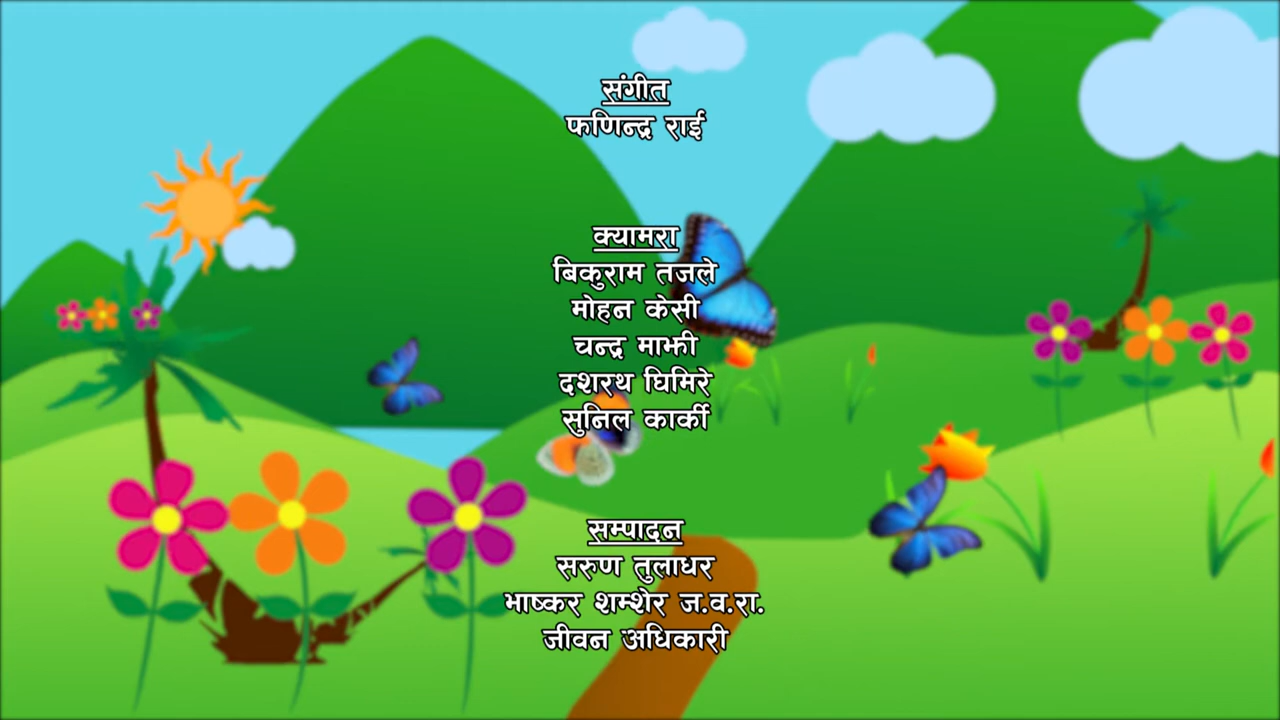 संगीत
फणिन्द्र राई
क्यामरा
बिकुराम तजले
मोहन केसी
चन्द्र माझी
दशरथ घिमिरे
सुनिल कार्की
सम्पादन
सरुण तुलाधर
भाष्कर शम्शेर ज.व.रा.
जीवन अधिकारी